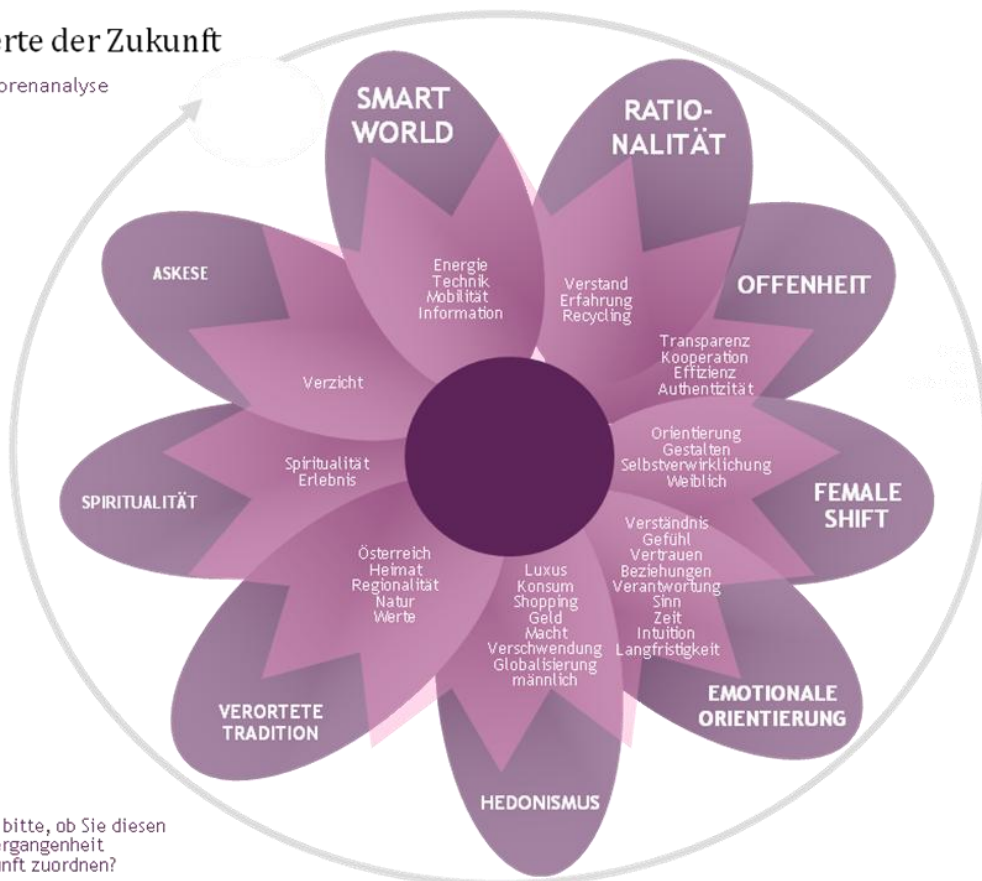 erte der Zukunft
orenanalyse
SMART
WORLD
Energie
Technik
Mobilität
Information
RATIO-
NALITÄT
Verstand
Erfahrung
Recycling
OFFENHEIT
Transparenz
Kooperation
Effizienz
Authentizität
FEMALE
SHIFT
Orientierung
Gestalten
Selbstverwirklichung
Weiblich
EMOTIONALE
ORIENTIERUNG
Verständnis
Gefühl
Vertrauen
Beziehungen
Verantwortung
Sinn
Zeit
Intuition
Langfristigkeit
HEDONISMUS
Luxus
Konsum
Shopping
Geld
Macht
Verschwendung
Globalisierung
männlich
VERORTETE
TRADITION
Österreich
Heimat
Regionalität
Natur
Werte
SPIRITUALITÄT
Spiritualität
Erlebnis
ASKESE
Verzicht
bitte, ob Sie diesen
ergangenheit
nft zuordnen?